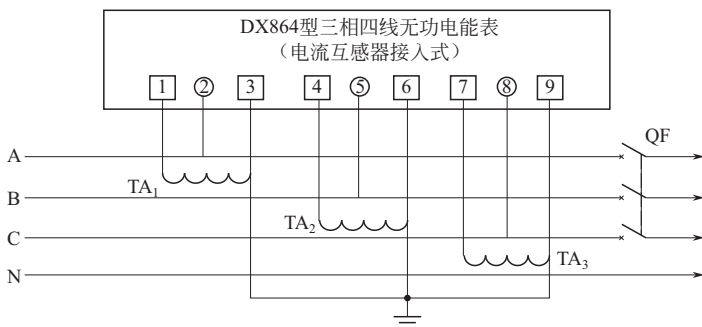 DX864型三相四线无功电能表
（电流互感器接入式）
1 ② 3 4 ⑤ 6 7 ⑧ 9
QF
A
TA₁
B
TA₂
C
TA₃
N